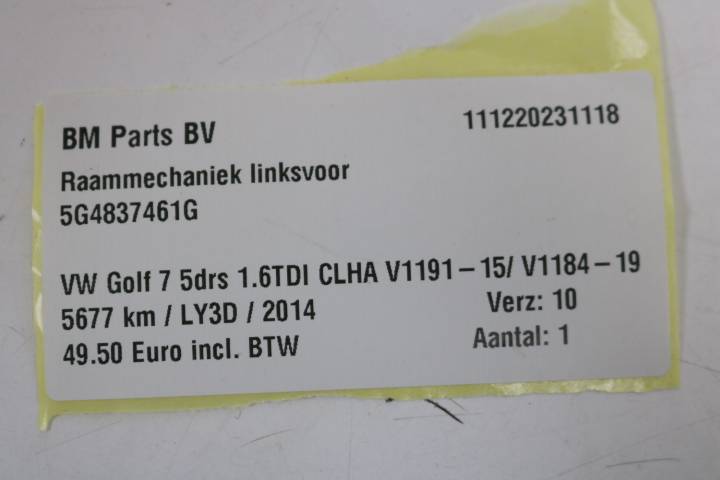 BM Parts BV 111220231118
Raammechaniek linksvoor
5G4837461G
VW Golf 7 5drs 1.6TDI CLHA V1191-15/ V1184-19
5677 km / LY3D / 2014 Verz: 10
49.50 Euro incl. BTW Aantal: 1